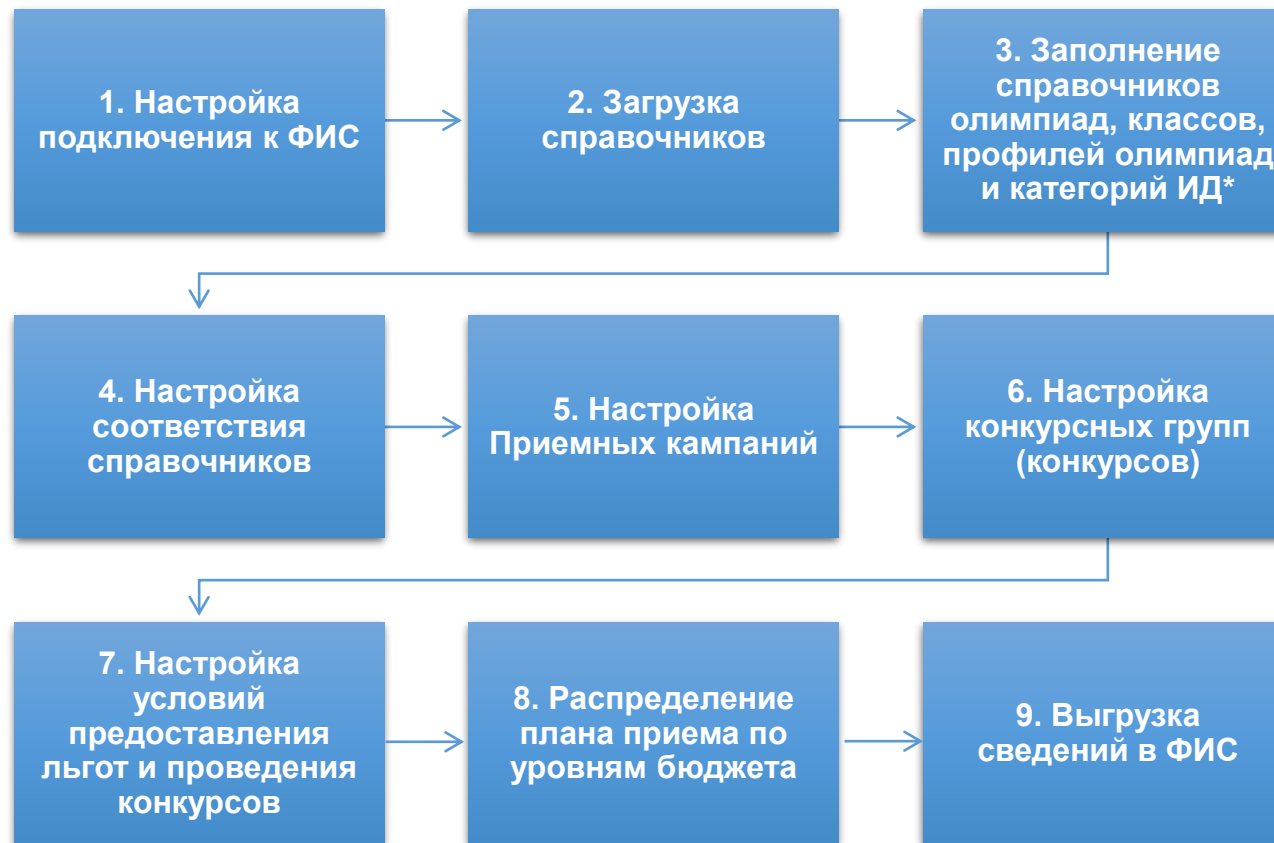 1. Настройка
подключения к ФИС
2. Загрузка
справочников
3. Заполнение
справочников
олимпиад, классов,
профилей олимпиад
и категорий ИД*
4. Настройка
соответствия
справочников
5. Настройка
Приемных кампаний
6. Настройка
конкурсных групп
(конкурсов)
7. Настройка
условий
предоставления
льгот и проведения
конкурсов
8. Распределение
плана приема по
уровням бюджета
9. Выгрузка
сведений в ФИС